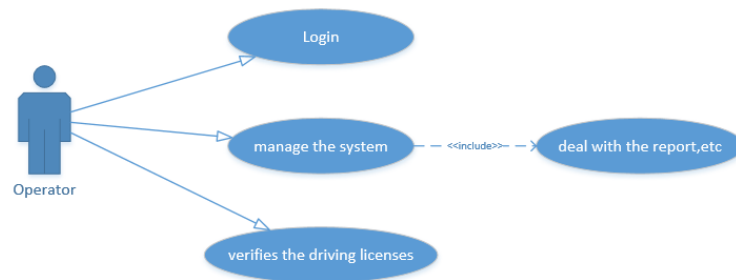 Login
manage the system
<<include>>
deal with the report,etc
Operator
verifies the driving licenses